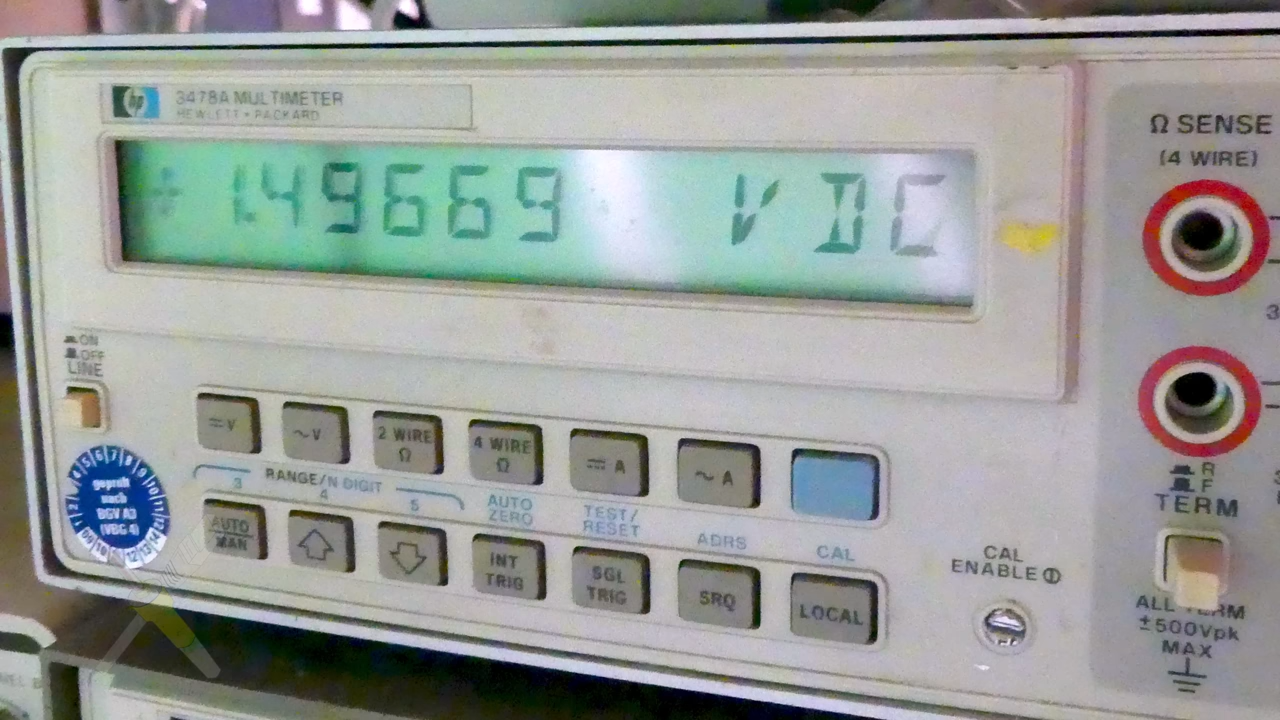 hp 3478A MULTIMETER
HEWLETT • PACKARD
+ 1.49669 V DC
Ω SENSE
(4 WIRE)
ON
OFF
LINE
⎓V ~V 2 WIRE Ω 4 WIRE Ω ⎓A ~A
RANGE/N DIGIT
3 4 5
AUTO ZERO
TEST/RESET
ADRS
CAL
AUTO/MAN
INT TRIG
SGL TRIG
SRQ
LOCAL
geprüft
nach
BGV A3
(VBG 4)
CAL
ENABLE
R
F
TERM
ALL TERM
±500Vpk
MAX